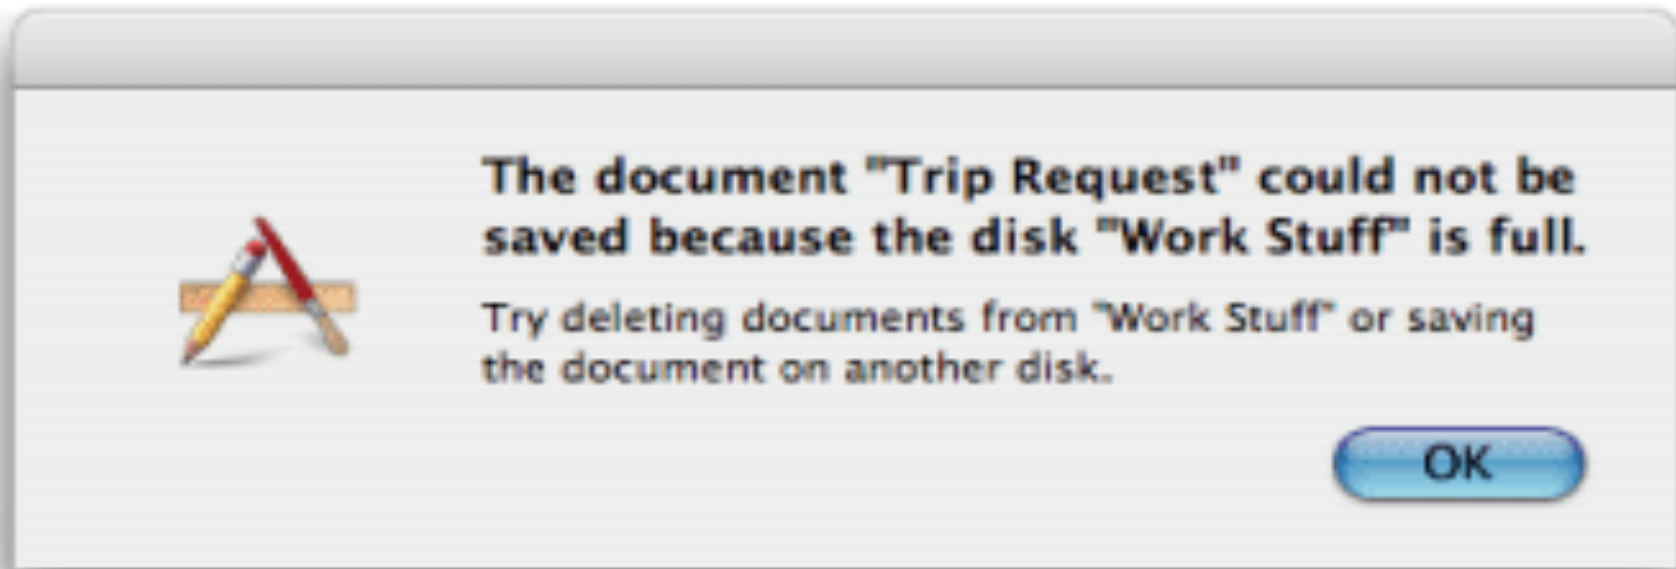 The document "Trip Request" could not be
saved because the disk "Work Stuff" is full.
Try deleting documents from "Work Stuff" or saving
the document on another disk.
OK